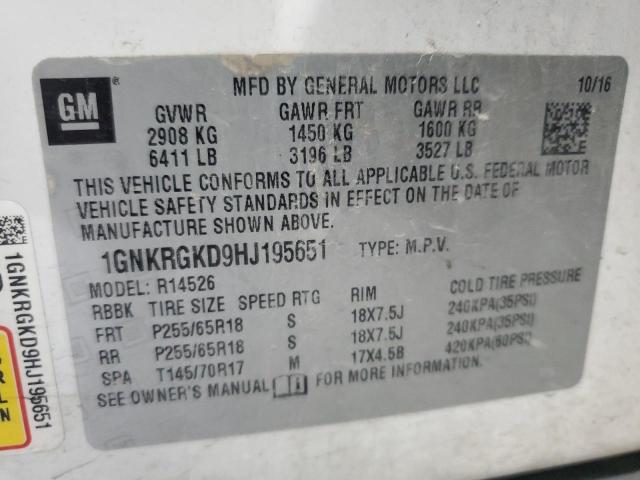 GM ®
MFD BY GENERAL MOTORS LLC 10/16
GVWR GAWR FRT GAWR RR
2908 KG 1450 KG 1600 KG
6411 LB 3196 LB 3527 LB
THIS VEHICLE CONFORMS TO ALL APPLICABLE U.S. FEDERAL MOTOR
VEHICLE SAFETY STANDARDS IN EFFECT ON THE DATE OF
MANUFACTURE SHOWN ABOVE.
1GNKRGKD9HJ195651 TYPE: M.P.V.
MODEL: R14526
RBBK TIRE SIZE SPEED RTG RIM COLD TIRE PRESSURE
FRT P255/65R18 S 18X7.5J 240KPA(35PSI)
RR P255/65R18 S 18X7.5J 240KPA(35PSI)
SPA T145/70R17 M 17X4.5B 420KPA(60PSI)
SEE OWNER'S MANUAL FOR MORE INFORMATION
1GNKRGKD9HJ195651